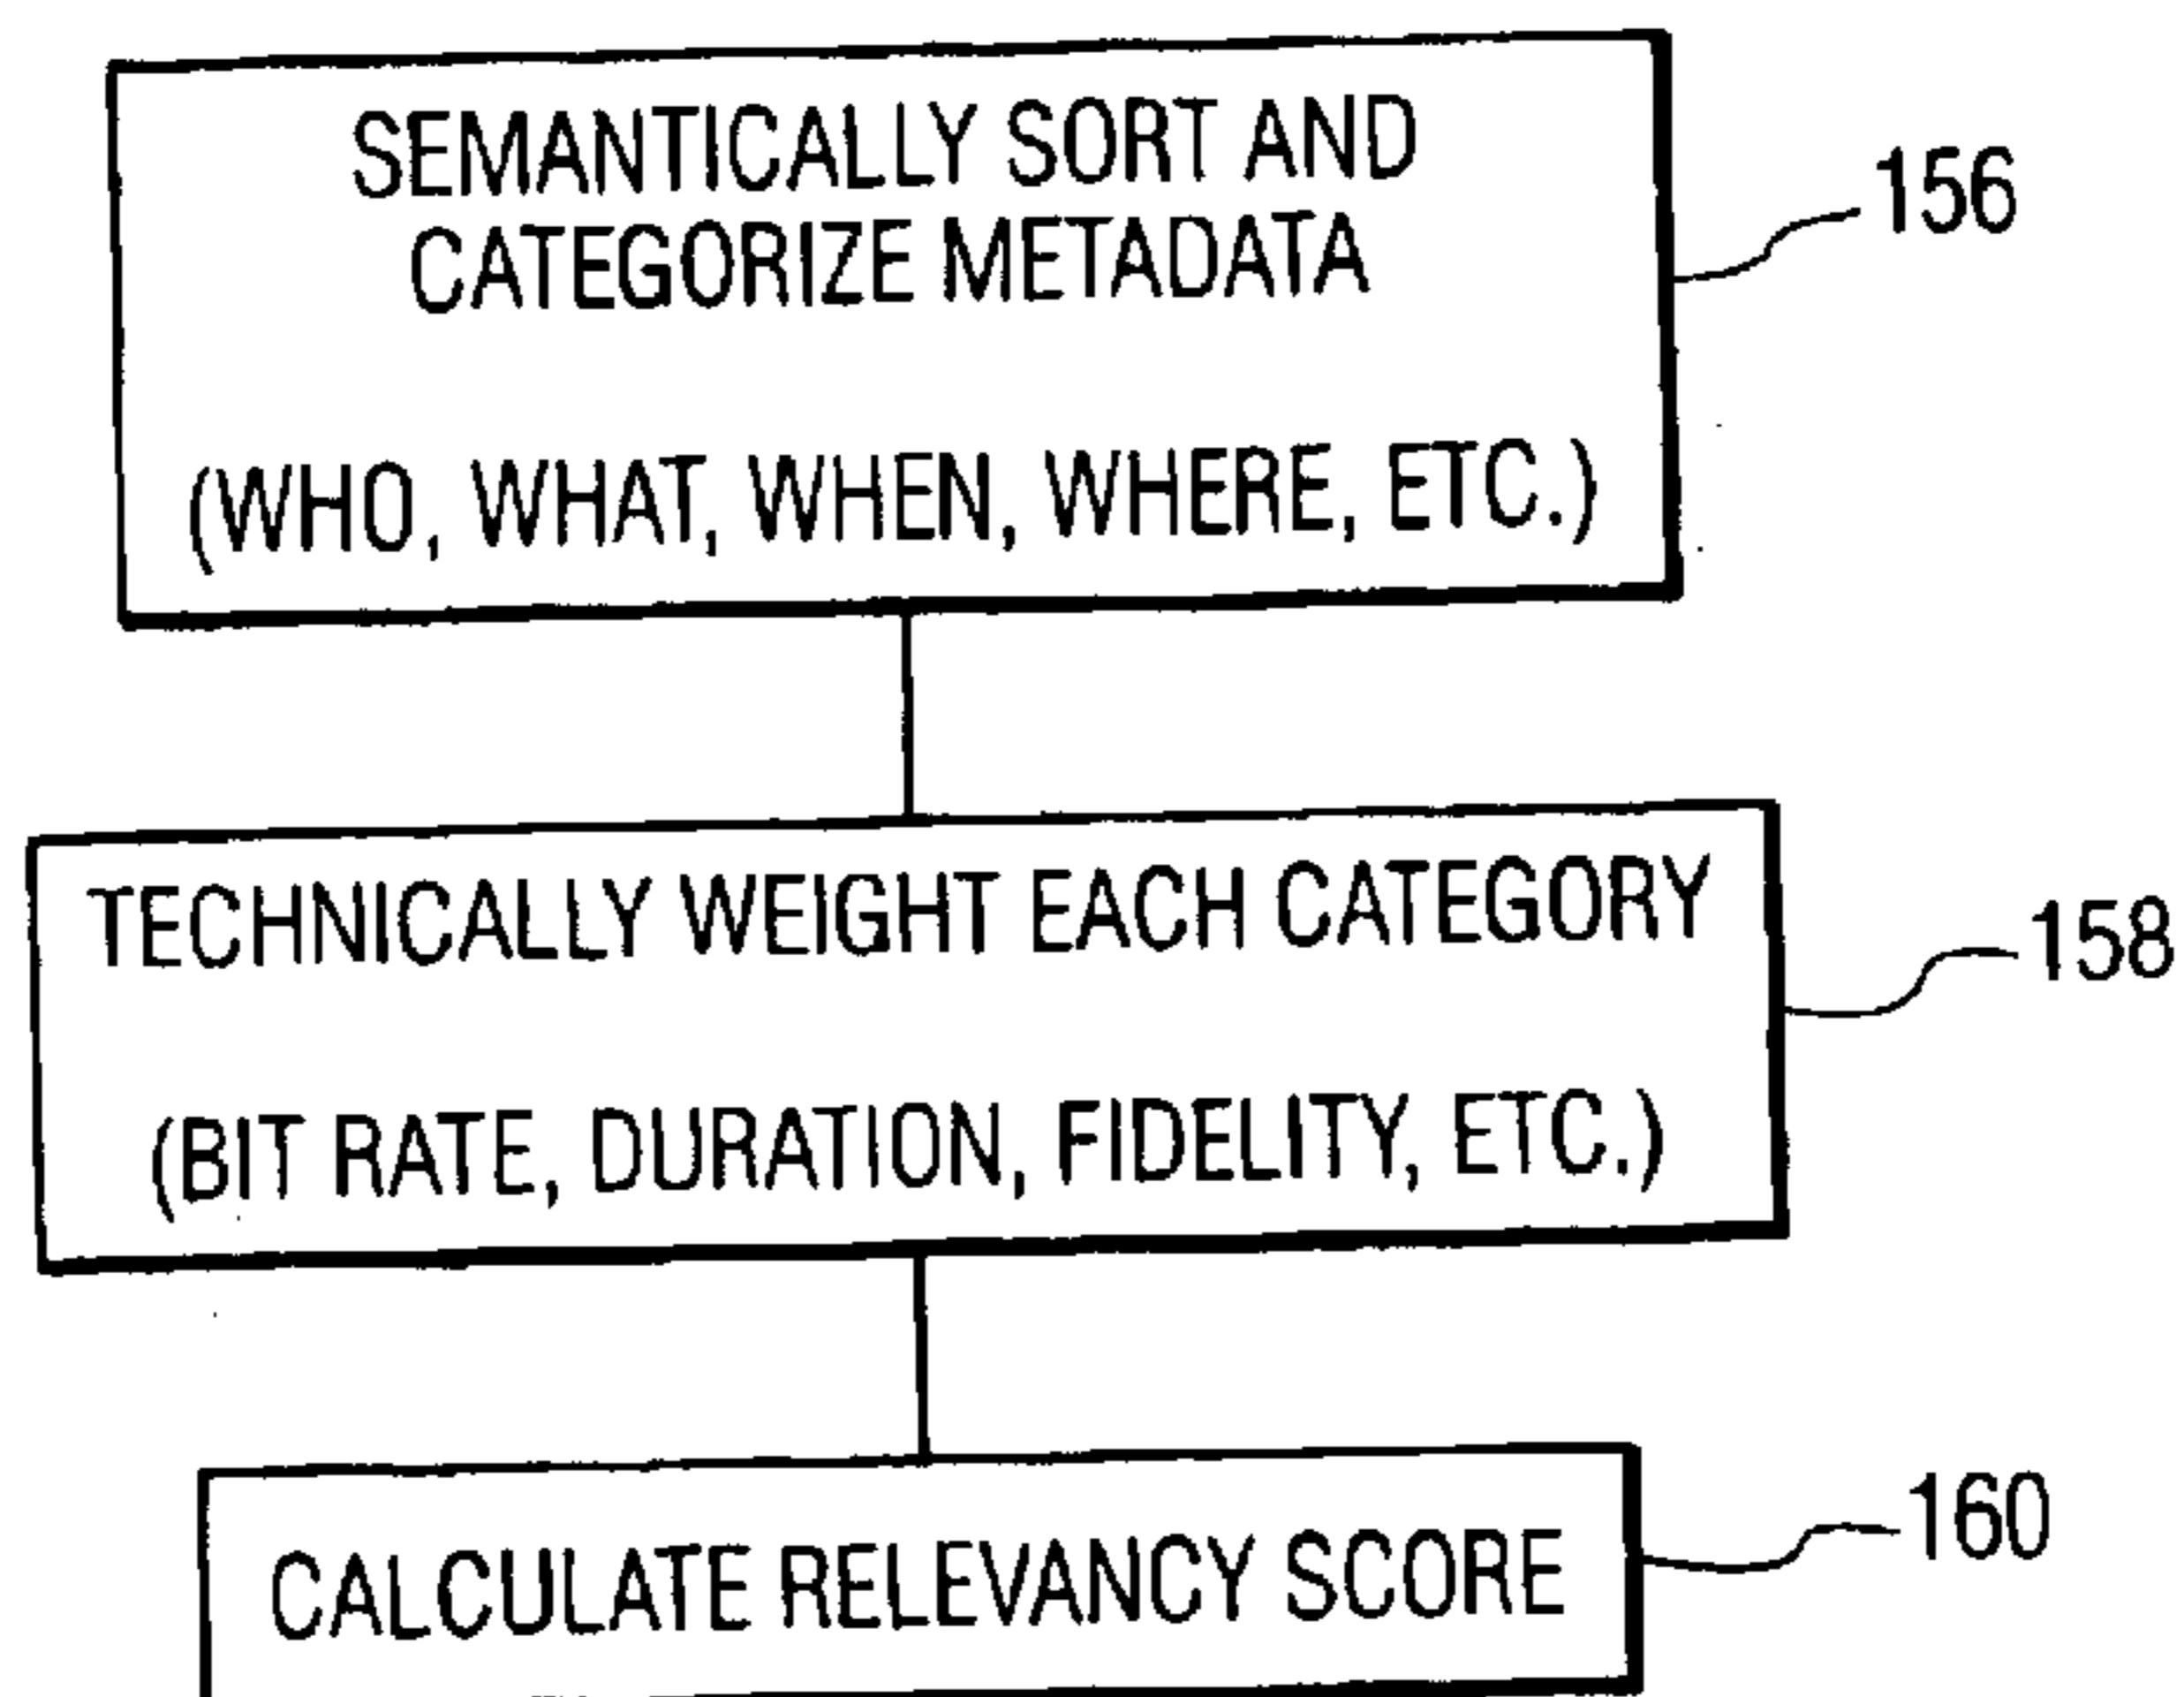 SEMANTICALLY SORT AND
CATEGORIZE METADATA
(WHO, WHAT, WHEN, WHERE, ETC.)
156
TECHNICALLY WEIGHT EACH CATEGORY
(BIT RATE, DURATION, FIDELITY, ETC.)
158
CALCULATE RELEVANCY SCORE
160